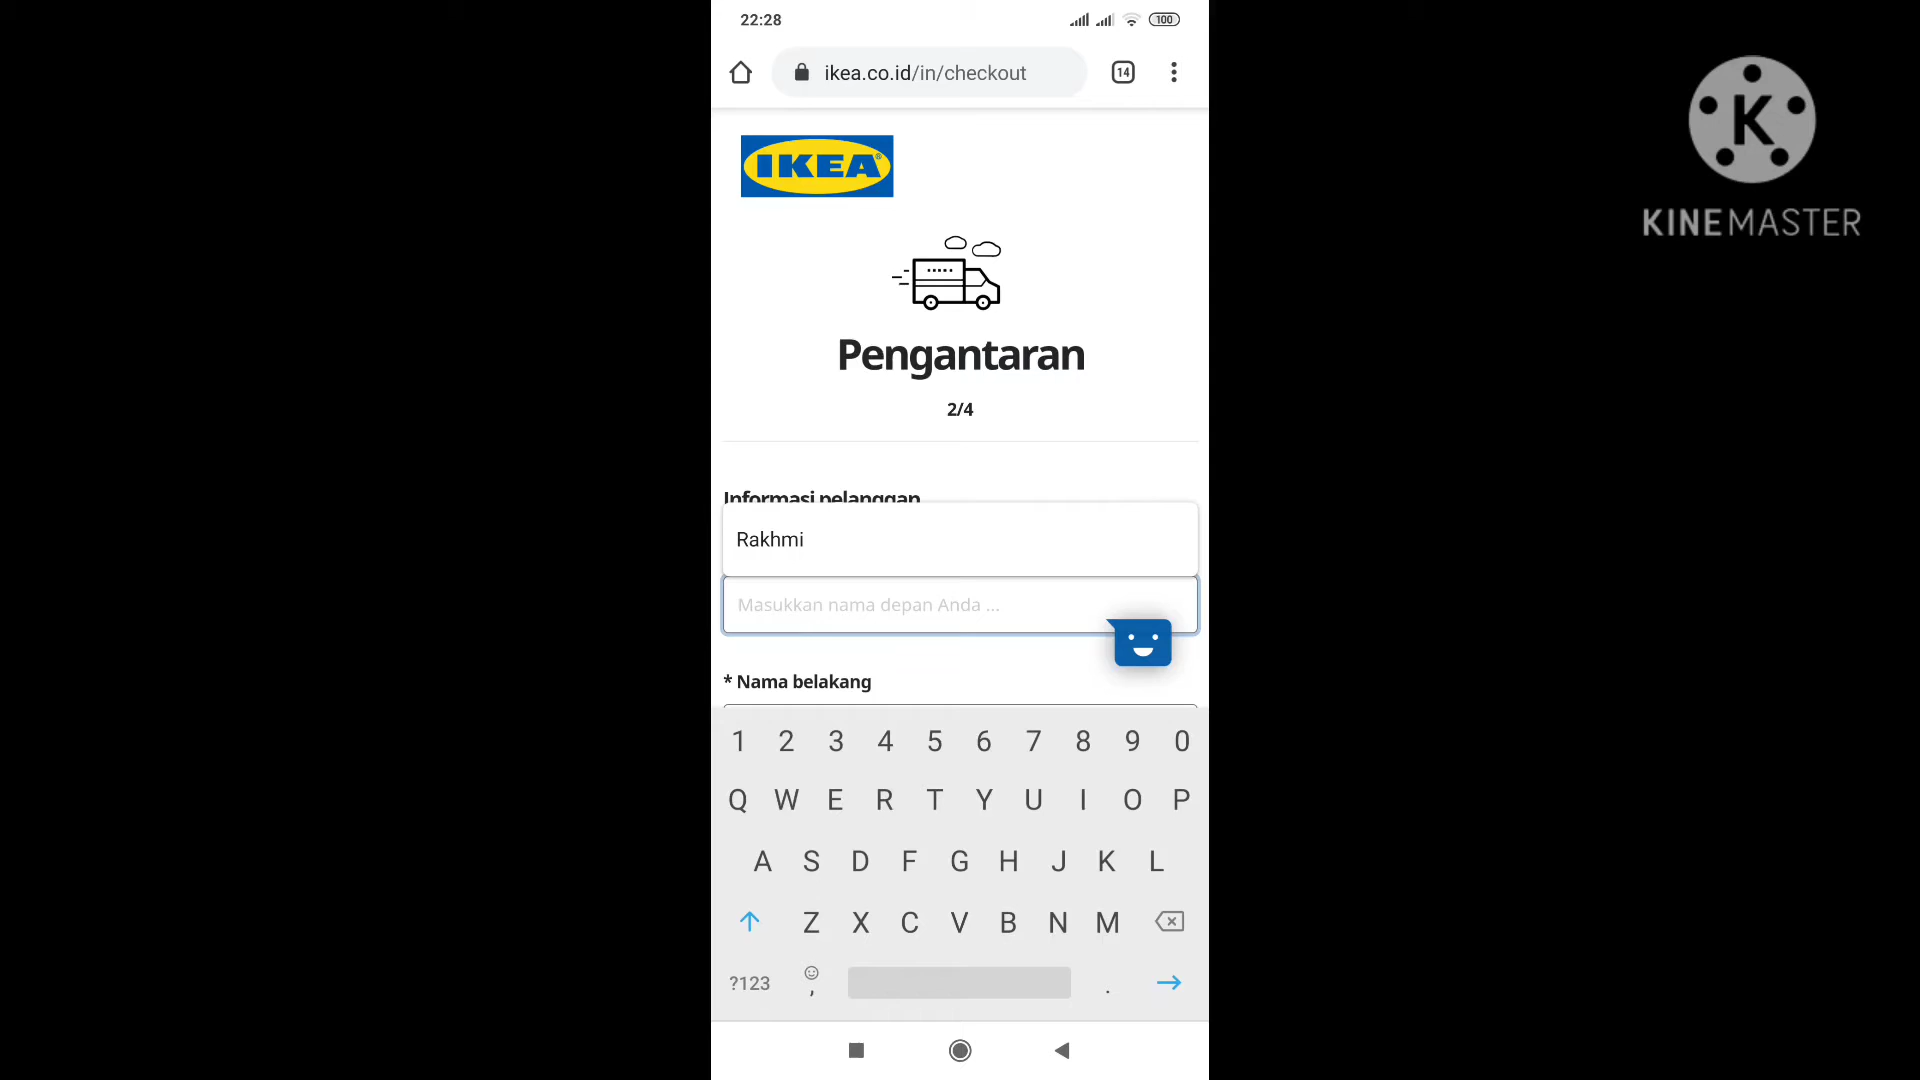 22:28
100
ikea.co.id/in/checkout
14
IKEA
Pengantaran
2/4
Informasi pelanggan
Rakhmi
Masukkan nama depan Anda ...
* Nama belakang
1 2 3 4 5 6 7 8 9 0
Q W E R T Y U I O P
A S D F G H J K L
Z X C V B N M
?123 , .
K
KINEMASTER